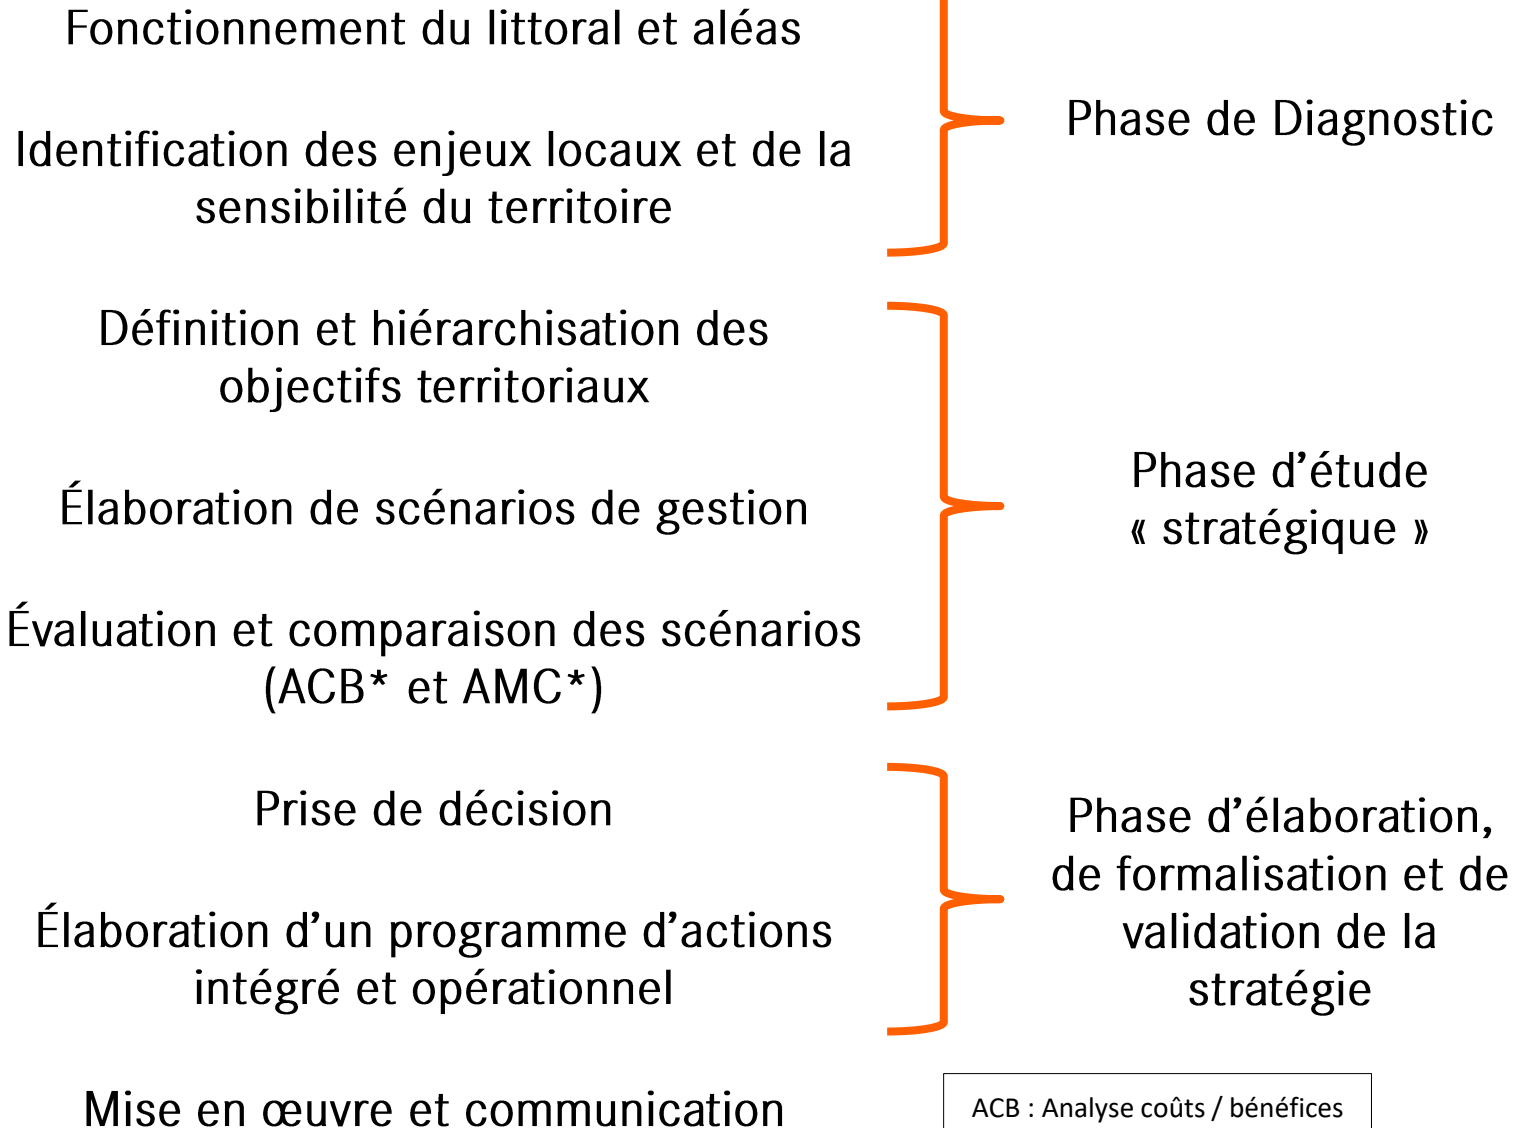 Fonctionnement du littoral et aléas
Identification des enjeux locaux et de la
sensibilité du territoire
Phase de Diagnostic
Définition et hiérarchisation des
objectifs territoriaux
Élaboration de scénarios de gestion
Évaluation et comparaison des scénarios
(ACB* et AMC*)
Phase d’étude
« stratégique »
Prise de décision
Élaboration d’un programme d’actions
intégré et opérationnel
Phase d’élaboration,
de formalisation et de
validation de la
stratégie
Mise en œuvre et communication
ACB : Analyse coûts / bénéfices